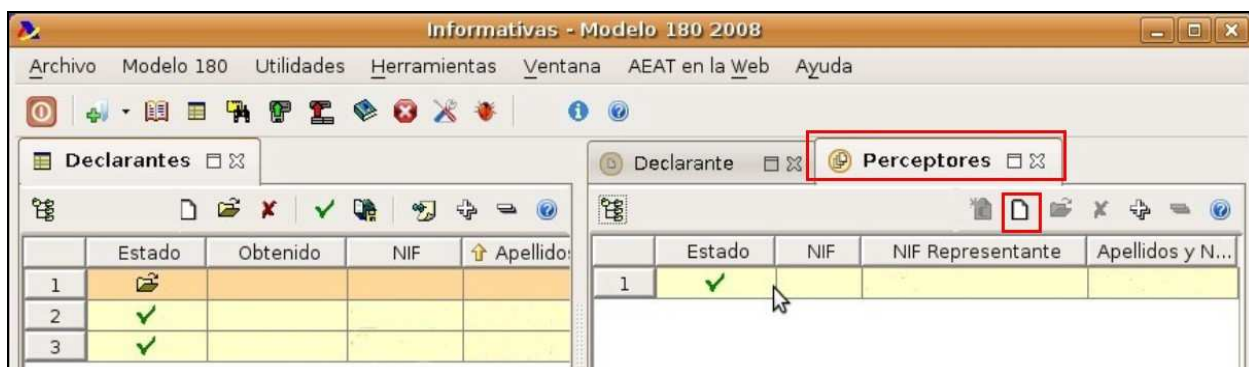 Informativas - Modelo 180 2008
Archivo Modelo 180 Utilidades Herramientas Ventana AEAT en la Web Ayuda
Declarantes
Declarante Perceptores
Estado Obtenido NIF Apellido
Estado NIF NIF Representante Apellidos y N...
1
2
3
1